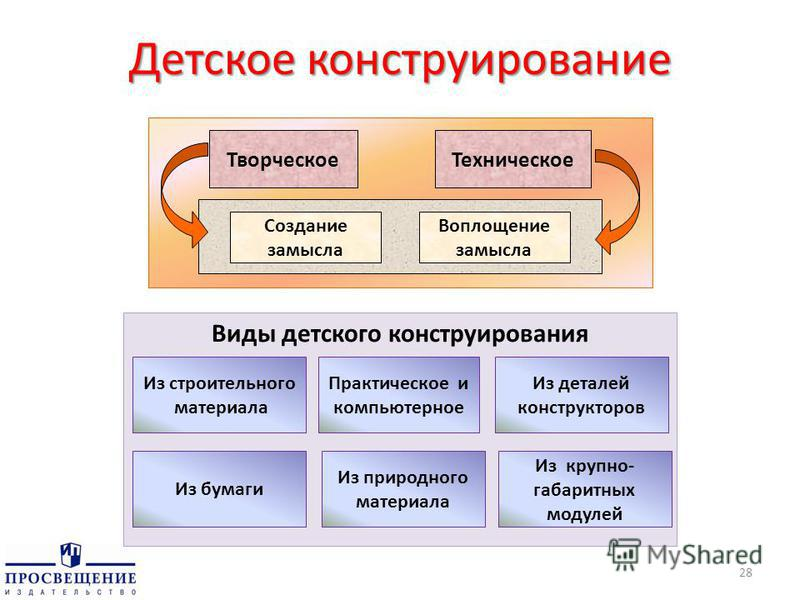 Детское конструирование
Творческое
Техническое
Создание
замысла
Воплощение
замысла
Виды детского конструирования
Из строительного
материала
Практическое и
компьютерное
Из деталей
конструкторов
Из бумаги
Из природного
материала
Из крупно-
габаритных
модулей
ПРОСВЕЩЕНИЕ
ИЗДАТЕЛЬСТВО
MyShared
28